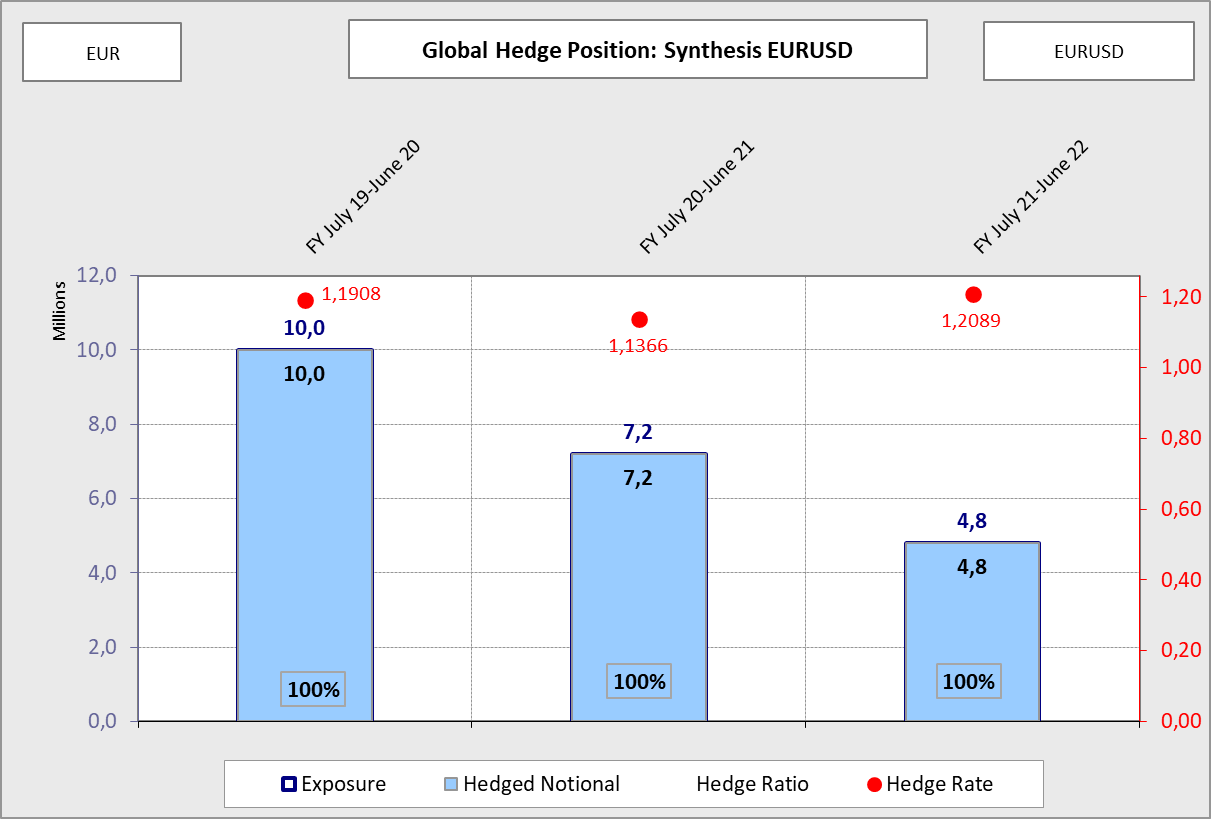 EUR
Global Hedge Position: Synthesis EURUSD
EURUSD
FY July 19-June 20
FY July 20-June 21
FY July 21-June 22
Millions
12,0
10,0
8,0
6,0
4,0
2,0
0,0
1,1908
10,0
10,0
100%
1,1366
7,2
7,2
100%
1,2089
4,8
4,8
100%
1,20
1,00
0,80
0,60
0,40
0,20
0,00
Exposure
Hedged Notional
Hedge Ratio
Hedge Rate